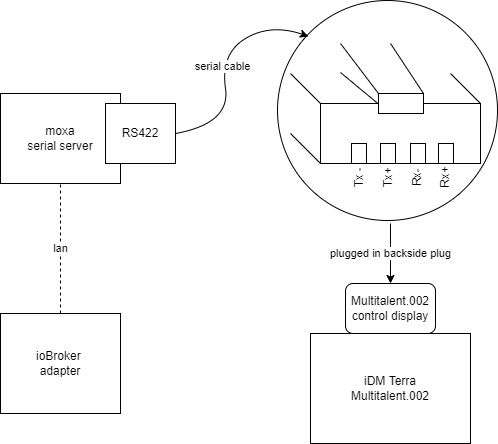 serial cable
moxa
serial server
RS422
Tx -
Tx+
Rx-
Rx+
lan
plugged in backside plug
Multitalent.002
control display
ioBroker
adapter
iDM Terra
Multitalent.002